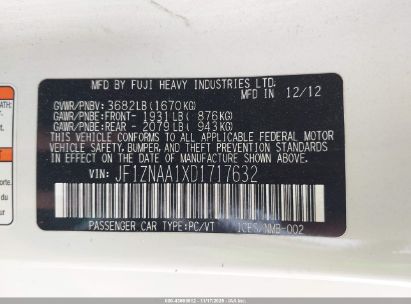 MFD. BY FUJI HEAVY INDUSTRIES LTD.
MFD. IN 12/12
GVWR/PNBV: 3682LB(1670KG)
GAWR/PNBE:FRONT- 1931LB( 876KG)
GAWR/PNBE:REAR - 2079LB( 943KG)
THIS VEHICLE CONFORMS TO ALL APPLICABLE FEDERAL MOTOR
VEHICLE SAFETY, BUMPER, AND THEFT PREVENTION STANDARDS
IN EFFECT ON THE DATE OF MANUFACTURE SHOWN ABOVE.
VIN: JF1ZNAA1XD1717632
PASSENGER CAR TYPE:PC/VT ICES/NMB-002